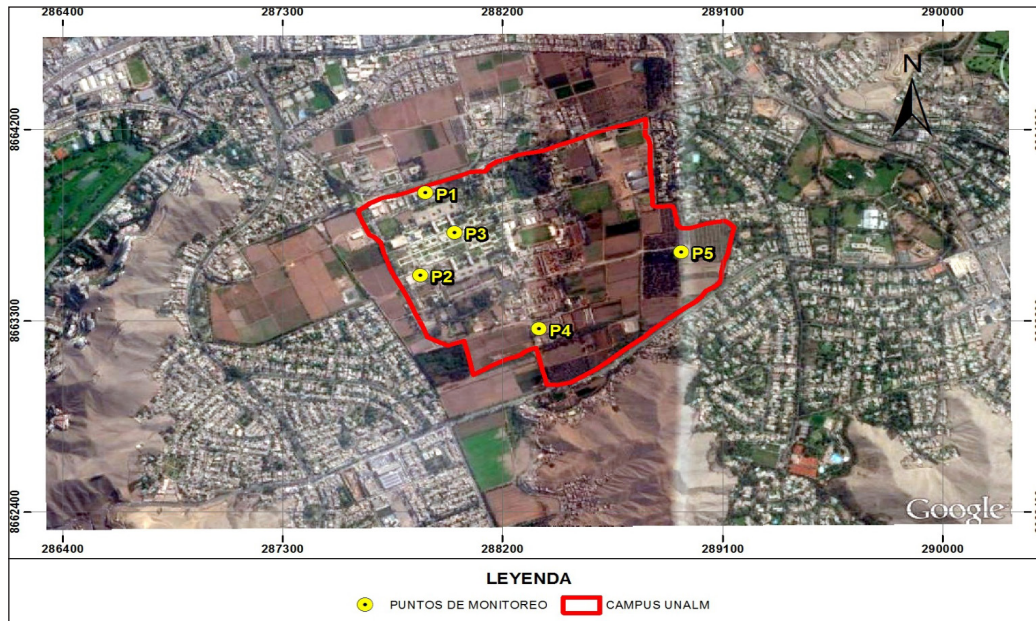 286400 287300 288200 289100 290000
N
8664200
P1
P3
P5
P2
8663300
P4
8662400
Google
286400 287300 288200 289100 290000
LEYENDA
PUNTOS DE MONITOREO CAMPUS UNALM